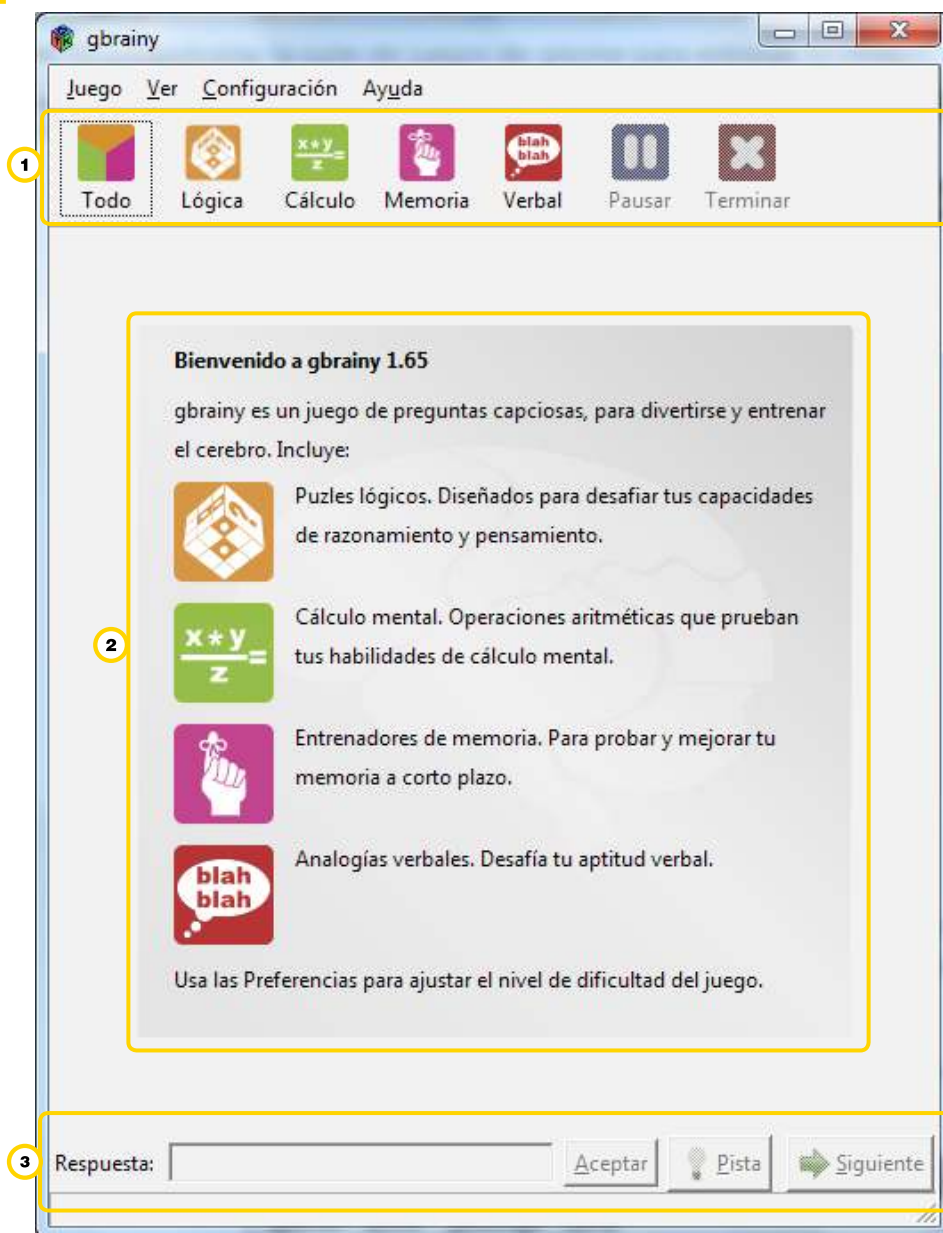 gbrainy
Juego Ver Configuración Ayuda
1
x*y
z =
blah
blah
Todo Lógica Cálculo Memoria Verbal Pausar Terminar
Bienvenido a gbrainy 1.65
gbrainy es un juego de preguntas capciosas, para divertirse y entrenar
el cerebro. Incluye:
Puzles lógicos. Diseñados para desafiar tus capacidades
de razonamiento y pensamiento.
2
x*y
z =
Cálculo mental. Operaciones aritméticas que prueban
tus habilidades de cálculo mental.
Entrenadores de memoria. Para probar y mejorar tu
memoria a corto plazo.
blah
blah
Analogías verbales. Desafía tu aptitud verbal.
Usa las Preferencias para ajustar el nivel de dificultad del juego.
3
Respuesta: Aceptar Pista Siguiente